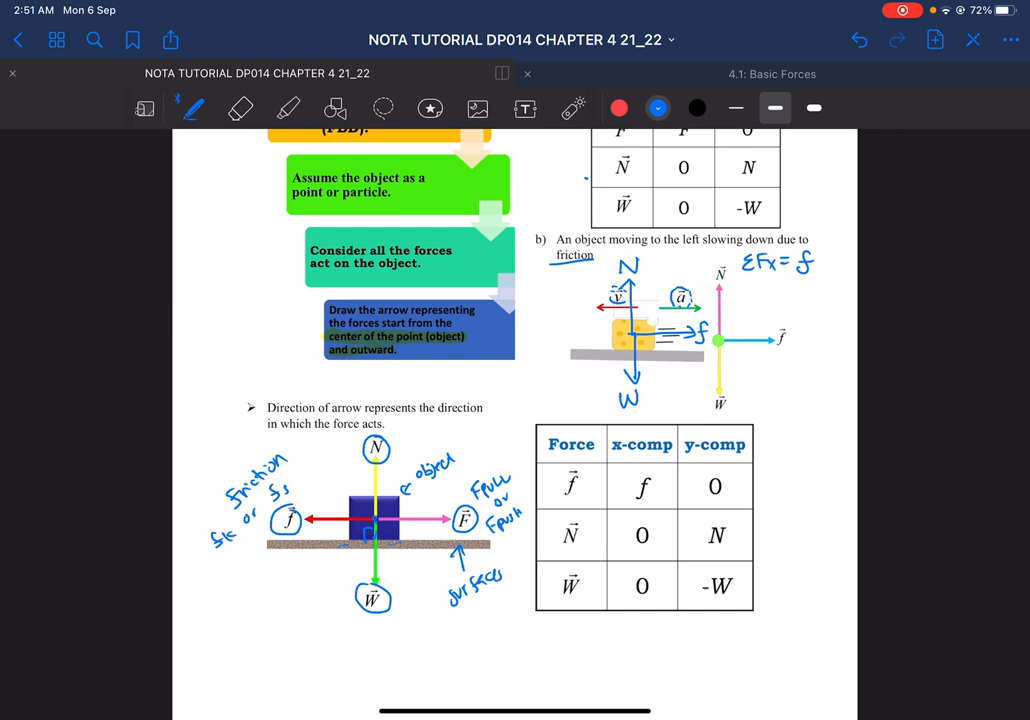 2:51 AM Mon 6 Sep
72%
NOTA TUTORIAL DP014 CHAPTER 4 21_22
NOTA TUTORIAL DP014 CHAPTER 4 21_22
4.1: Basic Forces
(FBD).
Assume the object as a
point or particle.
Consider all the forces
act on the object.
Draw the arrow representing
the forces start from the
center of the point (object)
and outward.
➢ Direction of arrow represents the direction
in which the force acts.
N
object
friction
fs
or
fk
f
F
Fpull
or
Fpush
W
surfaces
F F 0
N 0 N
W 0 -W
b) An object moving to the left slowing down due to
friction
ΣFx = f
N
v
a
f
W
N
f
W
Force x-comp y-comp
f f 0
N 0 N
W 0 -W